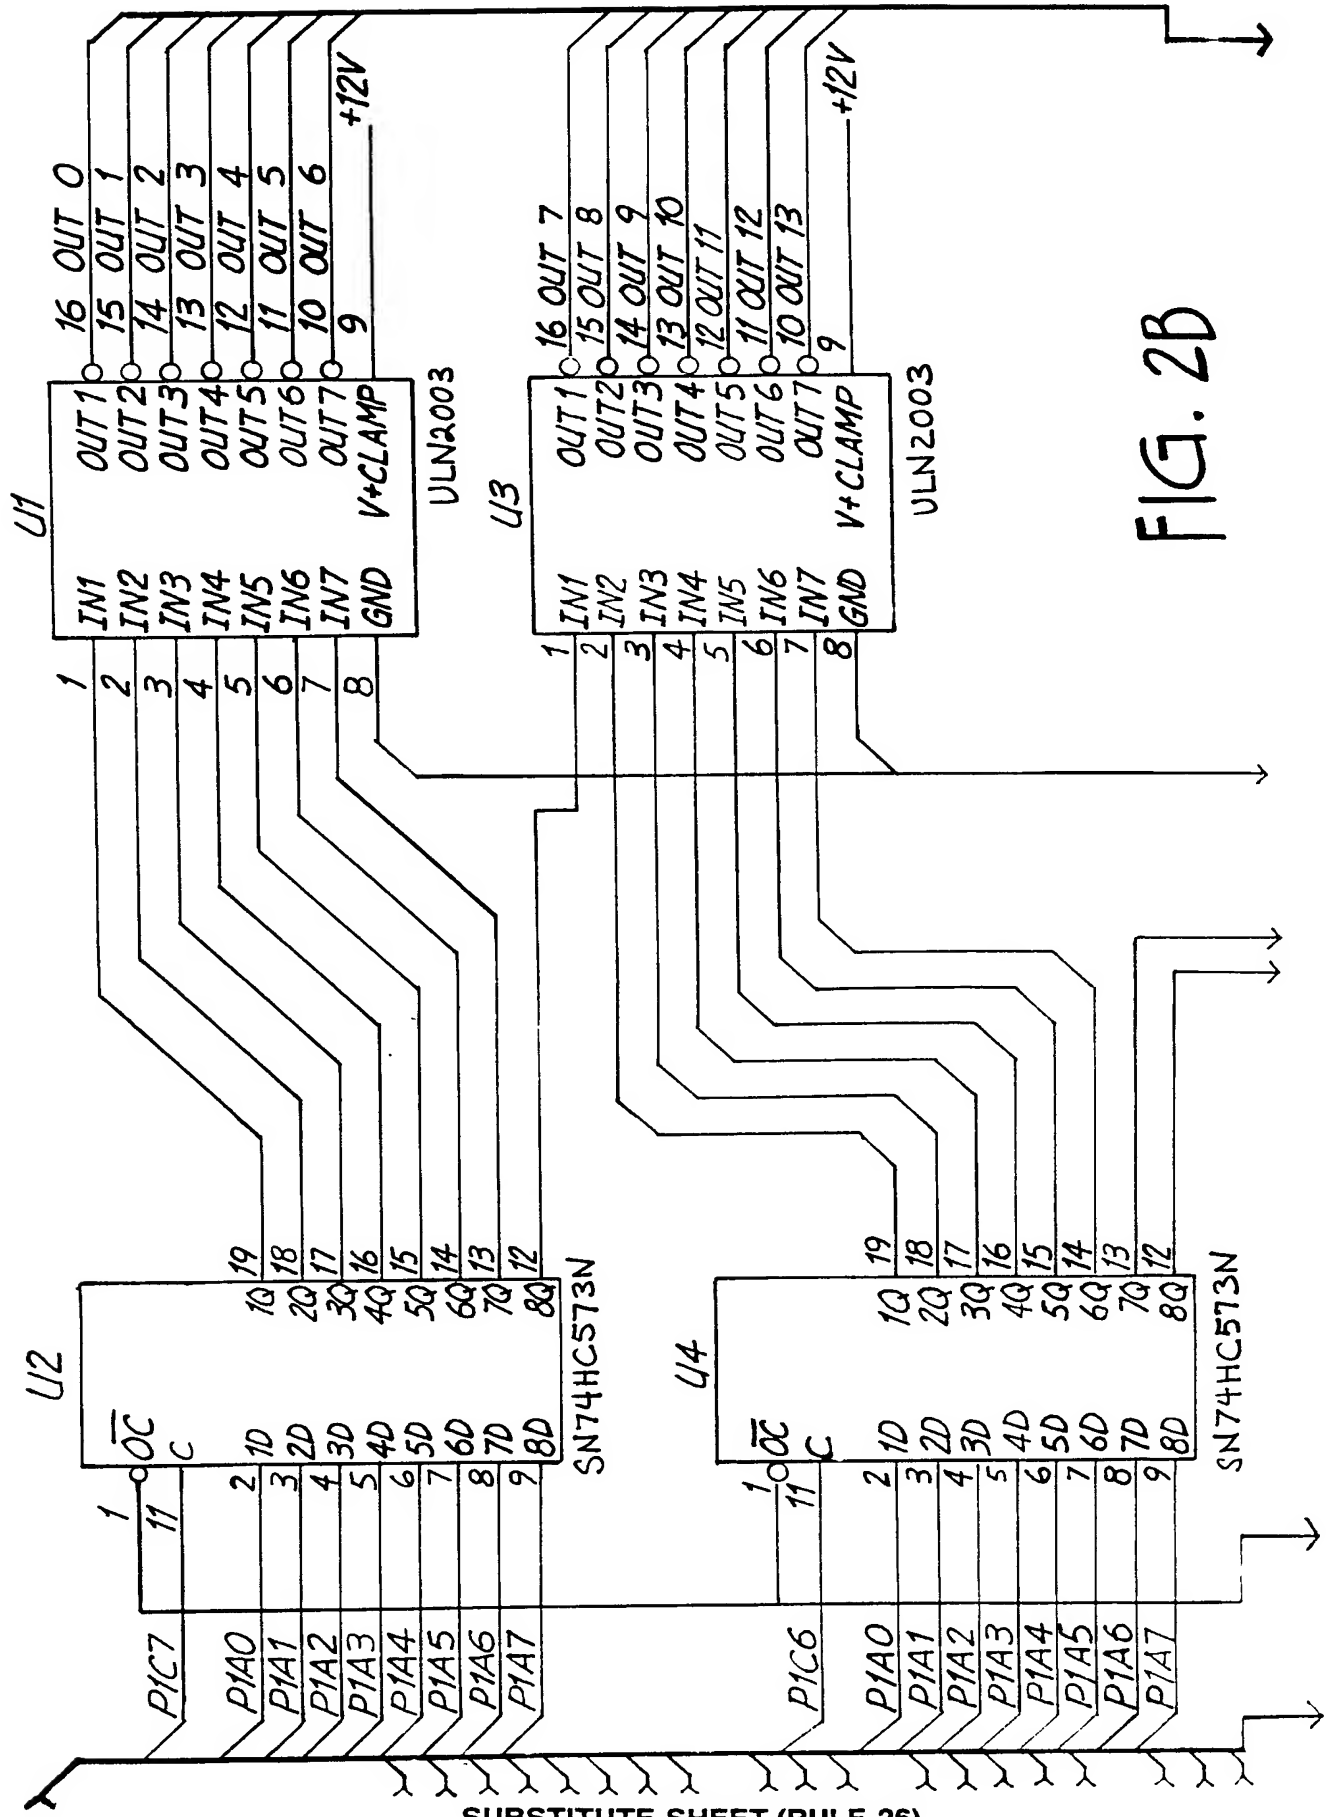 U1
IN1 OUT1
IN2 OUT2
IN3 OUT3
IN4 OUT4
IN5 OUT5
IN6 OUT6
IN7 OUT7
GND V+CLAMP
ULN2003
1
2
3
4
5
6
7
8
16 OUT 0
15 OUT 1
14 OUT 2
13 OUT 3
12 OUT 4
11 OUT 5
10 OUT 6
9 +12V
U3
IN1 OUT1
IN2 OUT2
IN3 OUT3
IN4 OUT4
IN5 OUT5
IN6 OUT6
IN7 OUT7
GND V+CLAMP
ULN2003
1
2
3
4
5
6
7
8
16 OUT 7
15 OUT 8
14 OUT 9
13 OUT 10
12 OUT 11
11 OUT 12
10 OUT 13
9 +12V
U2
OC
C
1D 1Q
2D 2Q
3D 3Q
4D 4Q
5D 5Q
6D 6Q
7D 7Q
8D 8Q
SN74HC573N
1
P1C7 11
P1A0 2
P1A1 3
P1A2 4
P1A3 5
P1A4 6
P1A5 7
P1A6 8
P1A7 9
19
18
17
16
15
14
13
12
U4
OC
C
1D 1Q
2D 2Q
3D 3Q
4D 4Q
5D 5Q
6D 6Q
7D 7Q
8D 8Q
SN74HC573N
1
P1C6 11
P1A0 2
P1A1 3
P1A2 4
P1A3 5
P1A4 6
P1A5 7
P1A6 8
P1A7 9
19
18
17
16
15
14
13
12
FIG. 2B
SUBSTITUTE SHEET (RULE 26)